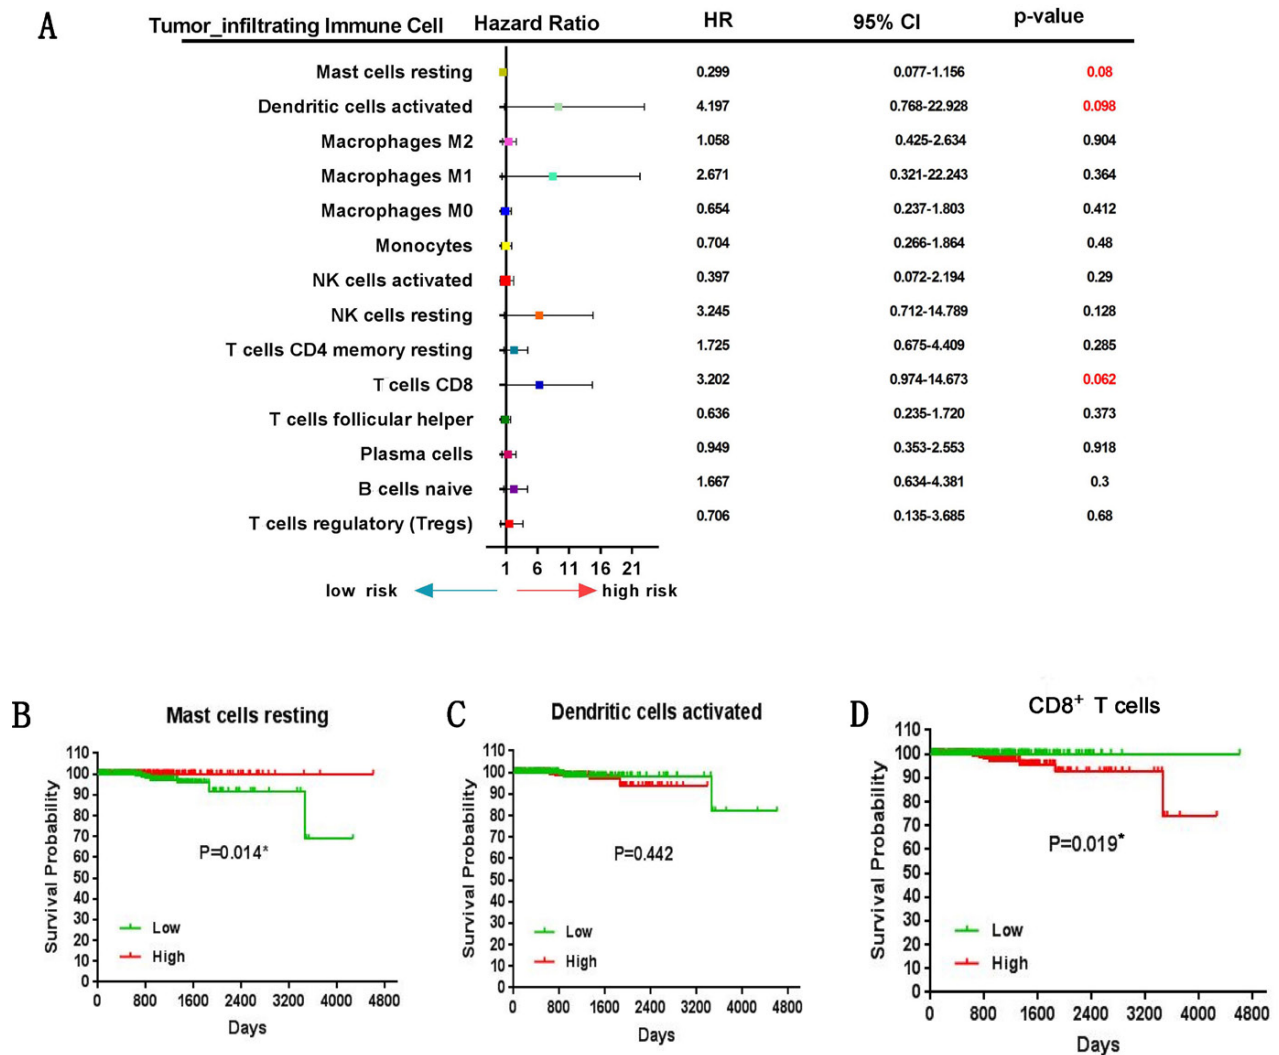 A
Tumor_infiltrating Immune Cell Hazard Ratio HR 95% CI p-value
Mast cells resting 0.299 0.077-1.156 0.08
Dendritic cells activated 4.197 0.768-22.928 0.098
Macrophages M2 1.058 0.425-2.634 0.904
Macrophages M1 2.671 0.321-22.243 0.364
Macrophages M0 0.654 0.237-1.803 0.412
Monocytes 0.704 0.266-1.864 0.48
NK cells activated 0.397 0.072-2.194 0.29
NK cells resting 3.245 0.712-14.789 0.128
T cells CD4 memory resting 1.725 0.675-4.409 0.285
T cells CD8 3.202 0.974-14.673 0.062
T cells follicular helper 0.636 0.235-1.720 0.373
Plasma cells 0.949 0.353-2.553 0.918
B cells naive 1.667 0.634-4.381 0.3
T cells regulatory (Tregs) 0.706 0.135-3.685 0.68
1 6 11 16 21
low risk high risk
B
Mast cells resting
Survival Probability
110
100
90
80
70
60
50
40
30
20
10
0
P=0.014*
Low
High
0 800 1600 2400 3200 4000 4800
Days
C
Dendritic cells activated
Survival Probability
110
100
90
80
70
60
50
40
30
20
10
0
P=0.442
Low
High
0 800 1600 2400 3200 4000 4800
Days
D
CD8⁺ T cells
Survival Probability
110
100
90
80
70
60
50
40
30
20
10
0
P=0.019*
Low
High
0 800 1600 2400 3200 4000 4800
Days